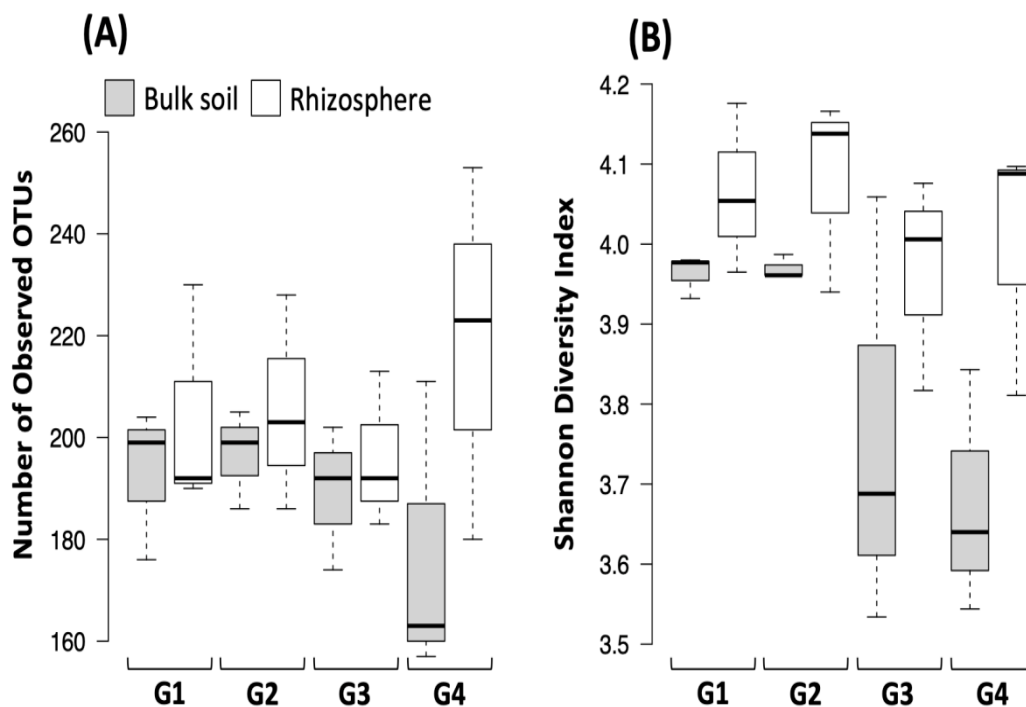 (A)
Bulk soil Rhizosphere
Number of Observed OTUs
260
240
220
200
180
160
G1 G2 G3 G4
(B)
Shannon Diversity Index
4.2
4.1
4.0
3.9
3.8
3.7
3.6
3.5
G1 G2 G3 G4